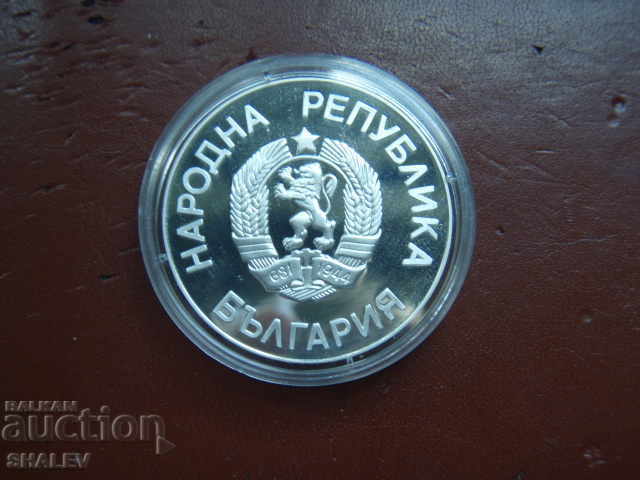 НАРОДНА РЕПУБЛИКА
681 1944
БЪЛГАРИЯ
BALKAN
auction
SHALEV